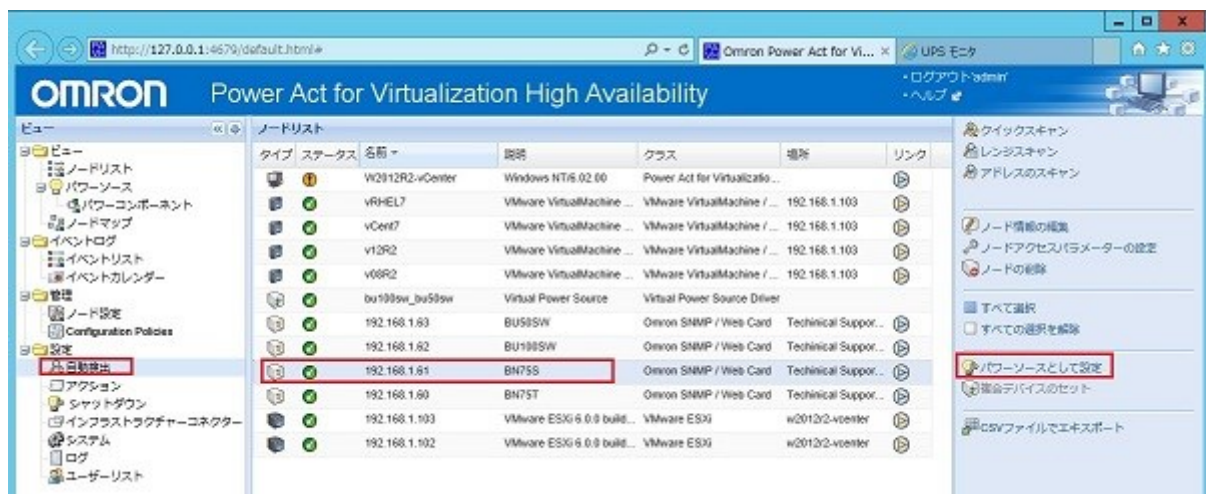 http://127.0.0.1:4679/default.html#
Omron Power Act for Vi...
UPS モニタ
OMRON
Power Act for Virtualization High Availability
・ログアウト'admin'
・ヘルプ
ビュー
ビュー
ノードリスト
パワーソース
パワーコンポーネント
ノードマップ
イベントログ
イベントリスト
イベントカレンダー
管理
ノード設定
Configuration Policies
設定
自動検出
アクション
シャットダウン
インフラストラクチャーコネクター
システム
ログ
ユーザーリスト
ノードリスト
タイプ ステータス 名前 説明 クラス 場所 リンク
W2012R2-vCenter Windows NT/6.02.00 Power Act for Virtualizatio...
vRHEL7 VMware VirtualMachine ... VMware VirtualMachine / ... 192.168.1.103
vCent7 VMware VirtualMachine ... VMware VirtualMachine / ... 192.168.1.103
v12R2 VMware VirtualMachine ... VMware VirtualMachine / ... 192.168.1.103
v08R2 VMware VirtualMachine ... VMware VirtualMachine / ... 192.168.1.103
bu100sw_bu50sw Virtual Power Source Virtual Power Source Driver
192.168.1.63 BU50SW Omron SNMP / Web Card Techinical Suppor...
192.168.1.62 BU100SW Omron SNMP / Web Card Techinical Suppor...
192.168.1.61 BN75S Omron SNMP / Web Card Techinical Suppor...
192.168.1.60 BN75T Omron SNMP / Web Card Techinical Suppor...
192.168.1.103 VMware ESXi 6.0.0 build... VMware ESXi w2012r2-vcenter
192.168.1.102 VMware ESXi 6.0.0 build... VMware ESXi w2012r2-vcenter
クイックスキャン
レンジスキャン
アドレスのスキャン
ノード情報の編集
ノードアクセスパラメーターの設定
ノードの削除
すべて選択
すべての選択を解除
パワーソースとして設定
複合デバイスのセット
CSVファイルでエキスポート